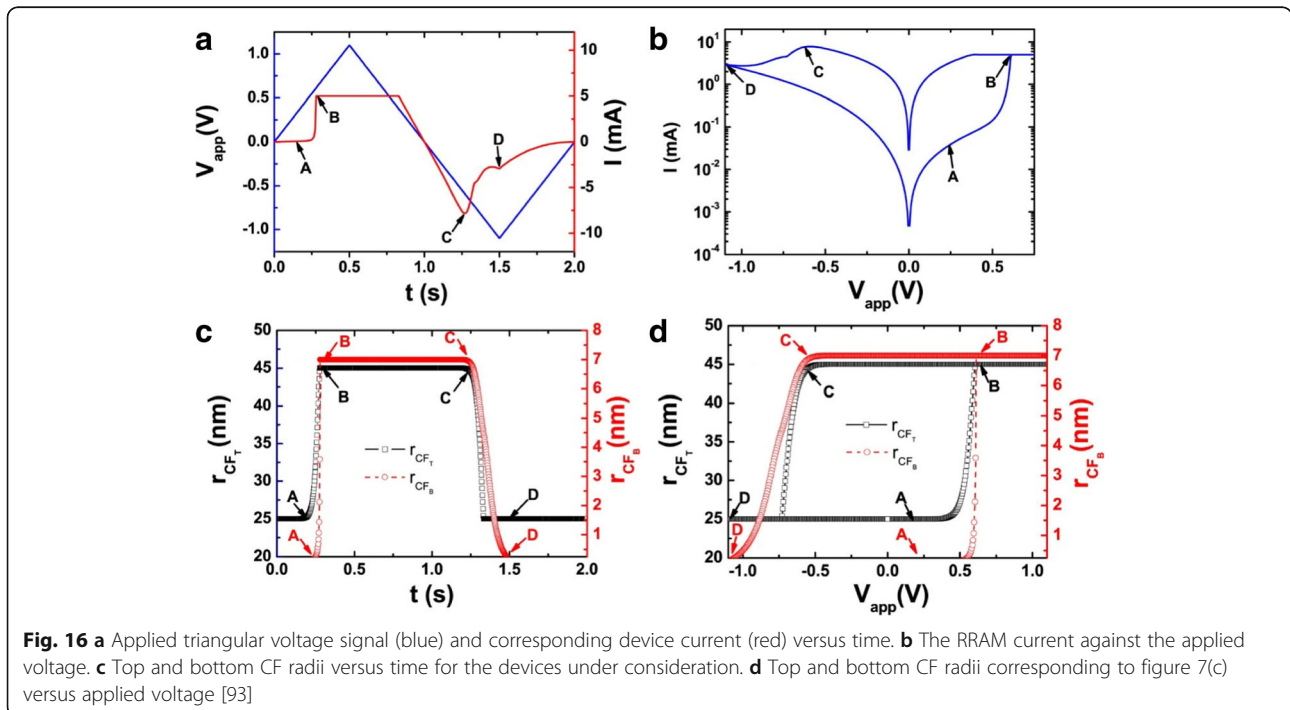 a
1.0
0.5
0.0
-0.5
-1.0
V_app(V)
10
5
0
-5
-10
I (mA)
A
B
C
D
0.0 0.5 1.0 1.5 2.0
t (s)
b
10^1
10^0
10^-1
10^-2
10^-3
10^-4
I (mA)
A
B
C
D
-1.0 -0.5 0.0 0.5
V_app(V)
c
50
45
40
35
30
25
20
r_CF_T (nm)
8
7
6
5
4
3
2
1
r_CF_B (nm)
B
C
B
C
r_CF_T
r_CF_B
A
D
A
D
0.0 0.5 1.0 1.5 2.0
t (s)
d
50
45
40
35
30
25
20
r_CF_T (nm)
8
7
6
5
4
3
2
1
r_CF_B (nm)
C
B
C
B
r_CF_T
r_CF_B
D
A
D
A
-1.0 -0.5 0.0 0.5 1.0
V_app(V)
Fig. 16 a Applied triangular voltage signal (blue) and corresponding device current (red) versus time. b The RRAM current against the applied
voltage. c Top and bottom CF radii versus time for the devices under consideration. d Top and bottom CF radii corresponding to figure 7(c)
versus applied voltage [93]